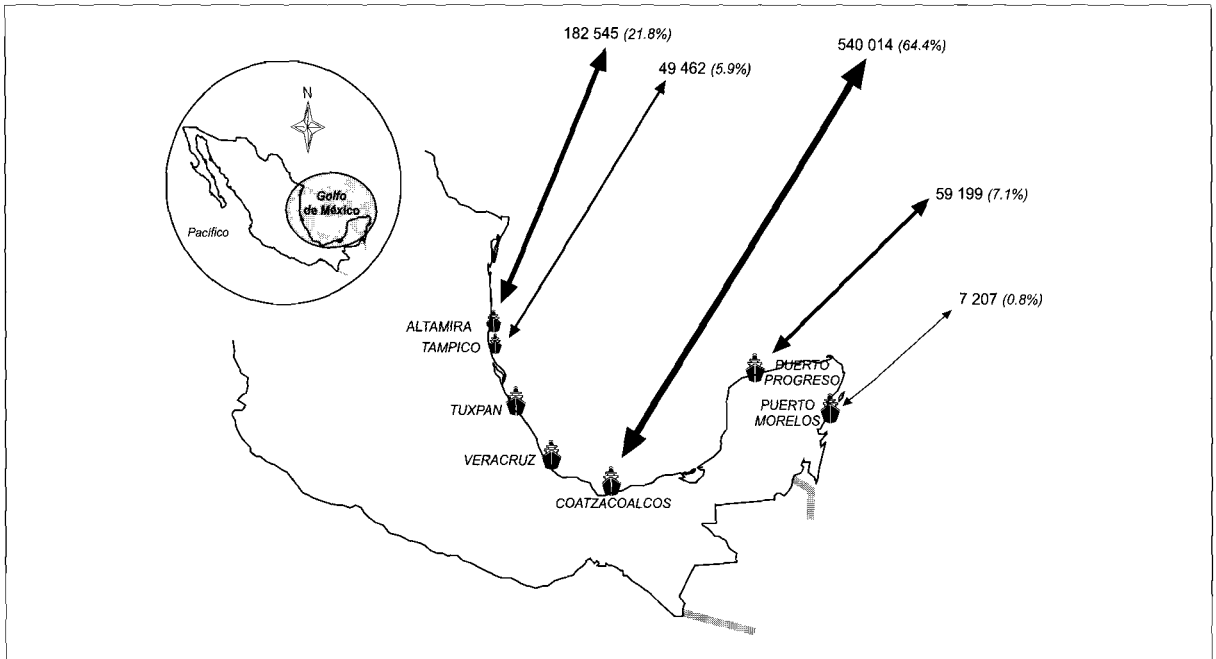 182 545 (21.8%)
49 462 (5.9%)
540 014 (64.4%)
59 199 (7.1%)
7 207 (0.8%)
N
Golfo
de México
Pacífico
ALTAMIRA
TAMPICO
TUXPAN
VERACRUZ
COATZACOALCOS
PUERTO
PROGRESO
PUERTO
MORELOS